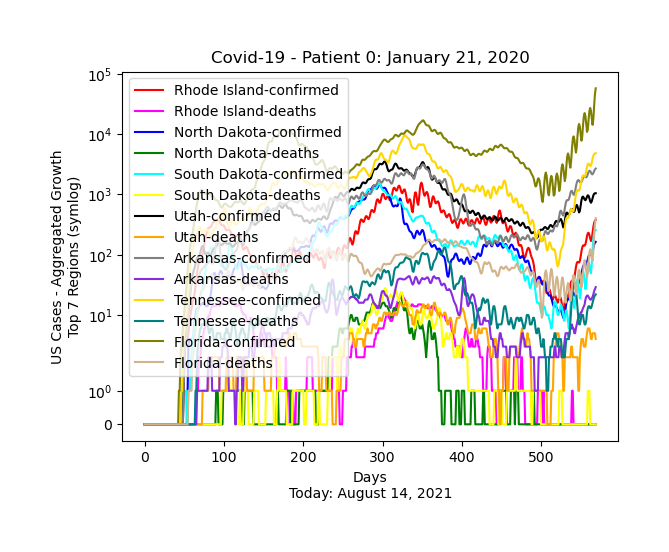 Covid-19 - Patient 0: January 21, 2020
US Cases - Aggregated Growth
Top 7 Regions (symlog)
10^5
10^4
10^3
10^2
10^1
10^0
0
Rhode Island-confirmed
Rhode Island-deaths
North Dakota-confirmed
North Dakota-deaths
South Dakota-confirmed
South Dakota-deaths
Utah-confirmed
Utah-deaths
Arkansas-confirmed
Arkansas-deaths
Tennessee-confirmed
Tennessee-deaths
Florida-confirmed
Florida-deaths
0 100 200 300 400 500
Days
Today: August 14, 2021